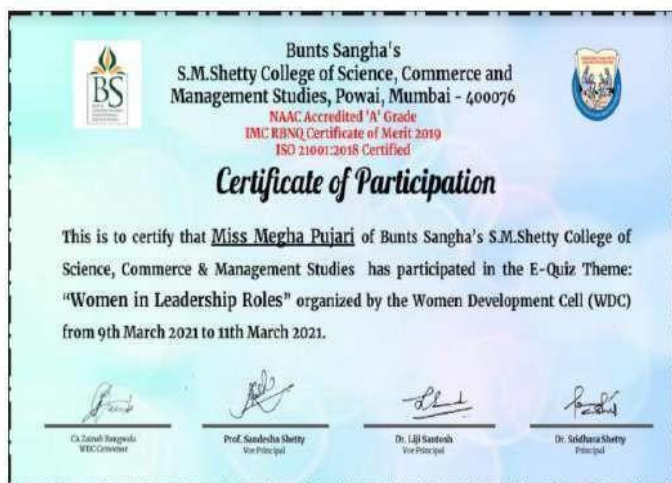 BS
Bunts Sangha's
S.M.Shetty College of Science, Commerce and
Management Studies, Powai, Mumbai - 400076
NAAC Accredited 'A' Grade
IMC RBNQ Certificate of Merit 2019
ISO 21001:2018 Certified
Certificate of Participation
This is to certify that Miss Megha Pujari of Bunts Sangha's S.M.Shetty College of
Science, Commerce & Management Studies has participated in the E-Quiz Theme:
"Women in Leadership Roles" organized by the Women Development Cell (WDC)
from 9th March 2021 to 11th March 2021.
WDC Convener
Prof. Sandesha Shetty
Vice Principal
Dr. Liji Santosh
Vice Principal
Dr. Sridhara Shetty
Principal